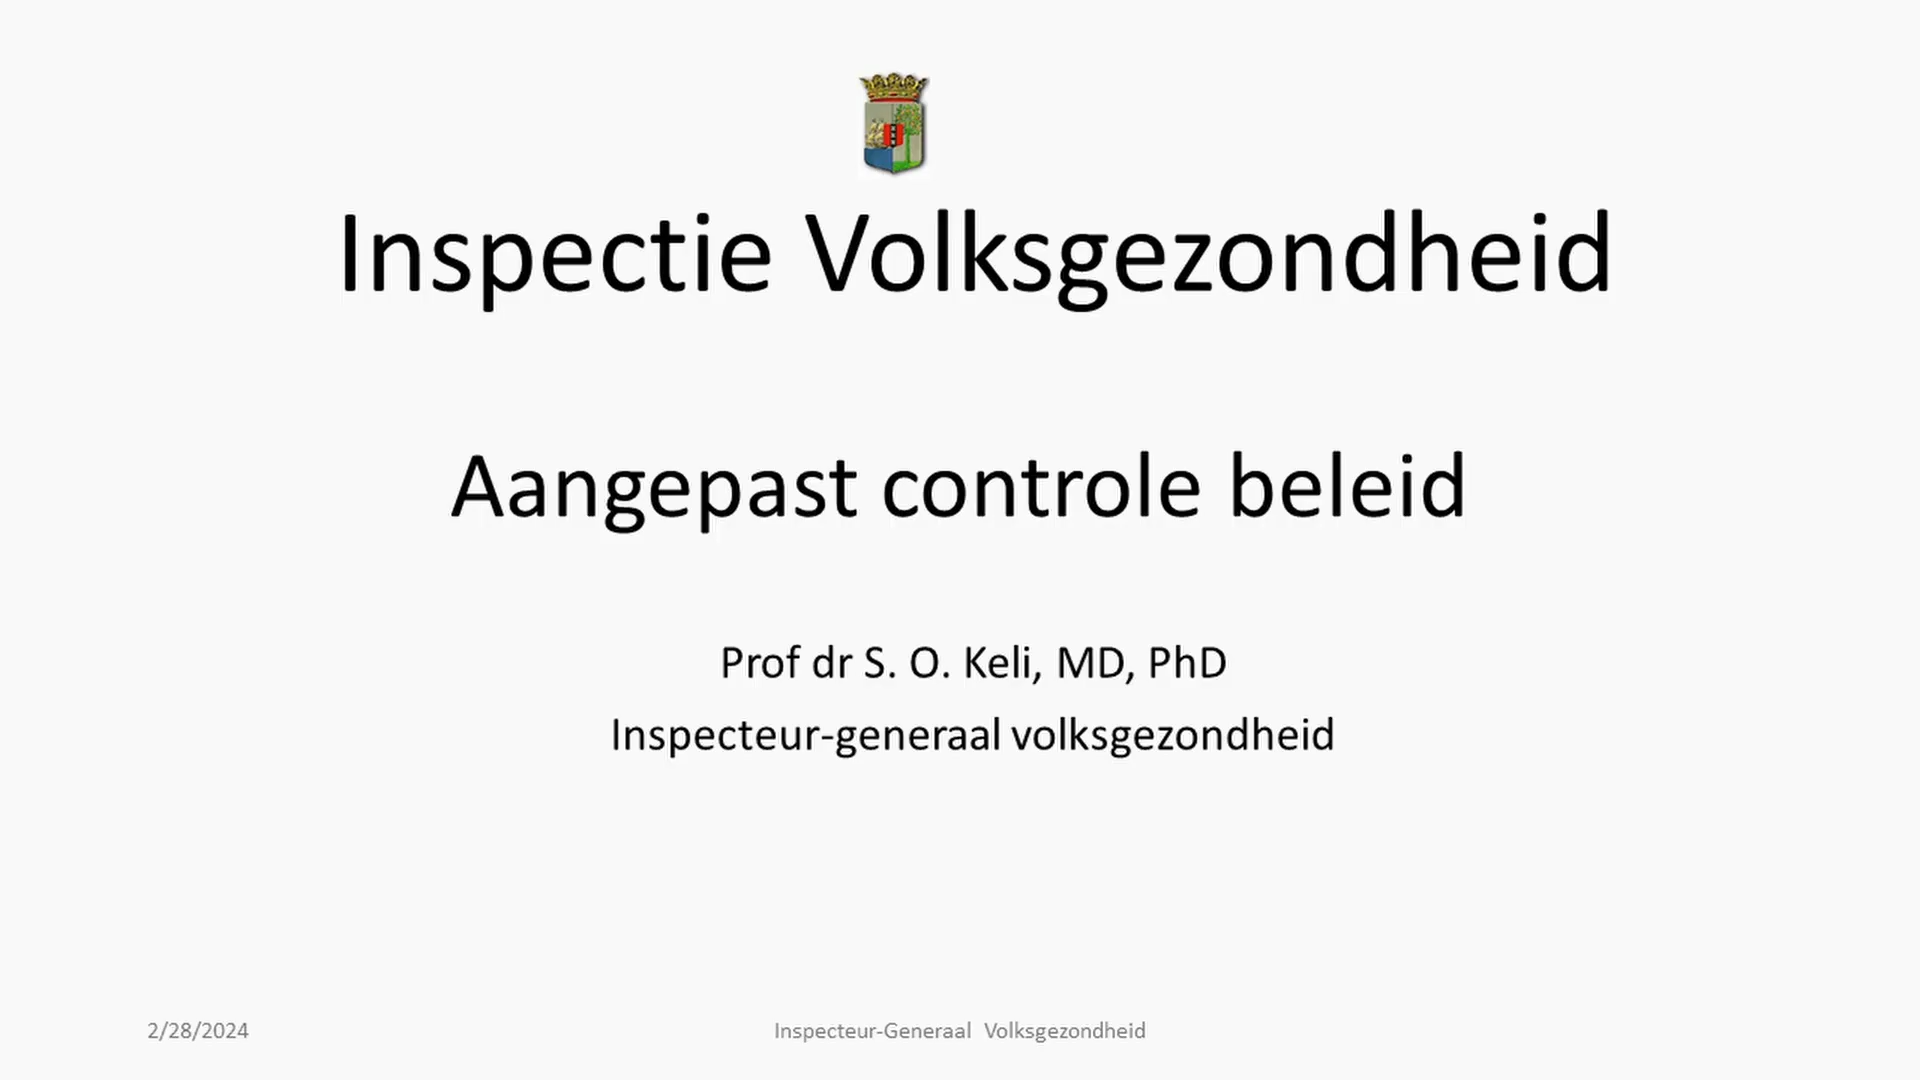 Inspectie Volksgezondheid
Aangepast controle beleid
Prof dr S. O. Keli, MD, PhD
Inspecteur-generaal volksgezondheid
2/28/2024
Inspecteur-Generaal Volksgezondheid